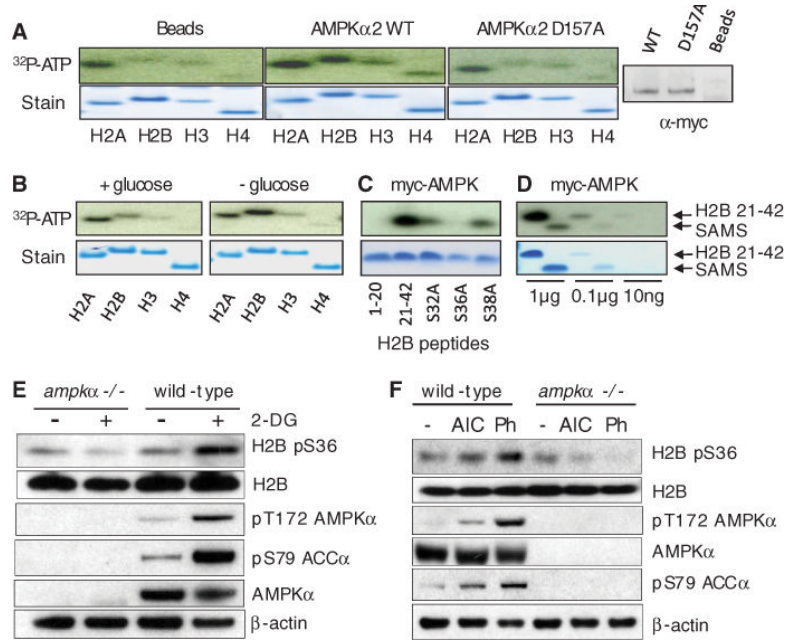 A
Beads
AMPKα2 WT
AMPKα2 D157A
WT
D157A
Beads
³²P-ATP
Stain
H2A H2B H3 H4
H2A H2B H3 H4
H2A H2B H3 H4
α-myc
B
+ glucose
- glucose
³²P-ATP
Stain
H2A
H2B
H3
H4
H2A
H2B
H3
H4
C
myc-AMPK
1-20
21-42
S32A
S36A
S38A
H2B peptides
D
myc-AMPK
H2B 21-42
SAMS
H2B 21-42
SAMS
1µg 0.1µg 10ng
E
ampkα -/- wild -type
- + - + 2-DG
H2B pS36
H2B
pT172 AMPKα
pS79 ACCα
AMPKα
β-actin
F
wild-type ampkα -/-
- AIC Ph - AIC Ph
H2B pS36
H2B
pT172 AMPKα
AMPKα
pS79 ACCα
β-actin